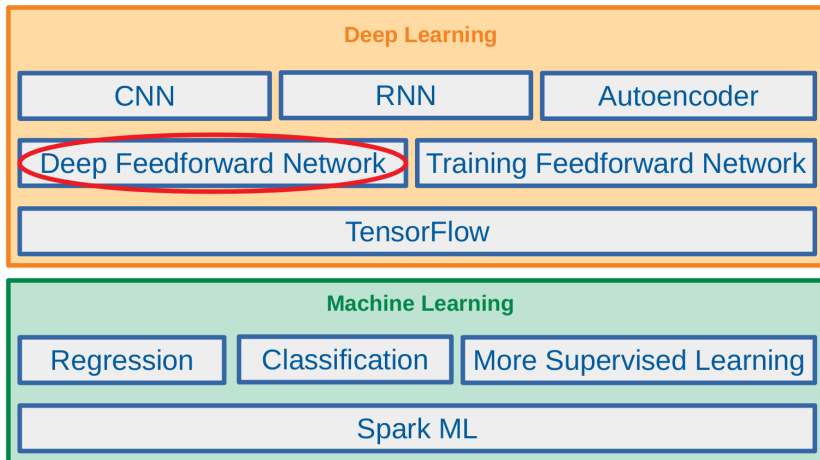 Deep Learning
CNN
RNN
Autoencoder
Deep Feedforward Network
Training Feedforward Network
TensorFlow
Machine Learning
Regression
Classification
More Supervised Learning
Spark ML